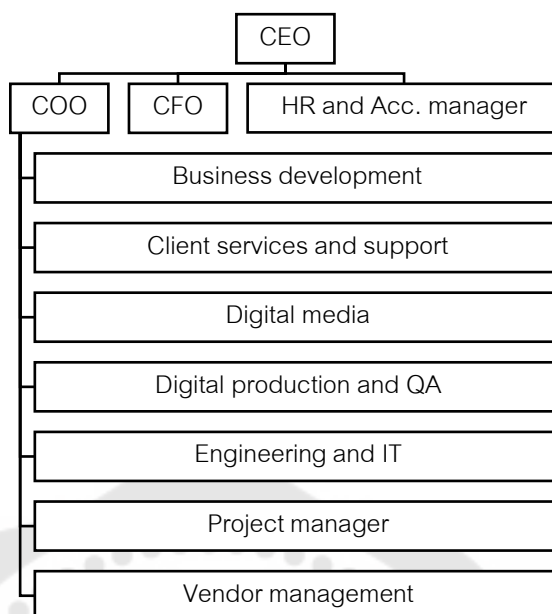 CEO
COO CFO HR and Acc. manager
Business development
Client services and support
Digital media
Digital production and QA
Engineering and IT
Project manager
Vendor management